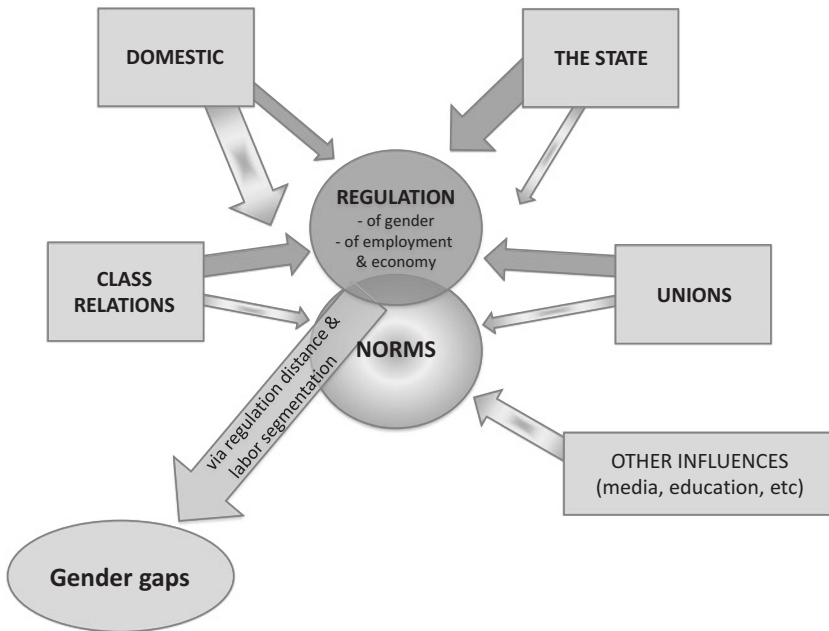 DOMESTIC
THE STATE
REGULATION
- of gender
- of employment
& economy
CLASS
RELATIONS
UNIONS
NORMS
via regulation distance &
labor segmentation
OTHER INFLUENCES
(media, education, etc)
Gender gaps